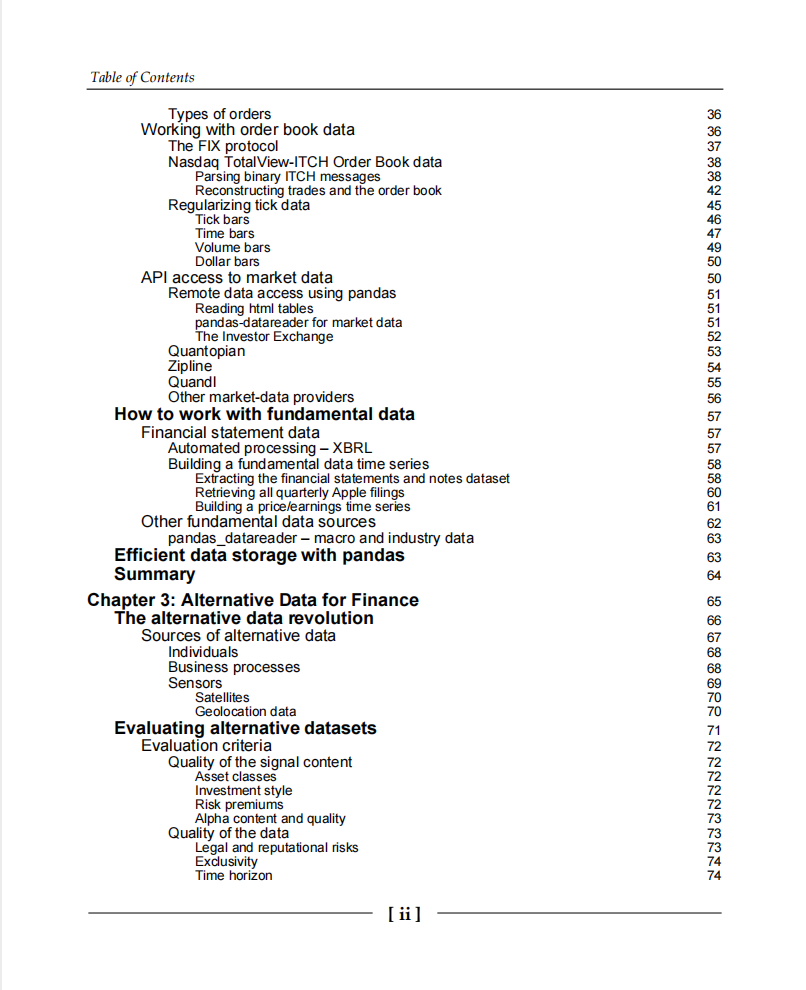 Table of Contents
Types of orders 36
Working with order book data 36
The FIX protocol 37
Nasdaq TotalView-ITCH Order Book data 38
Parsing binary ITCH messages 38
Reconstructing trades and the order book 42
Regularizing tick data 45
Tick bars 46
Time bars 47
Volume bars 49
Dollar bars 50
API access to market data 50
Remote data access using pandas 51
Reading html tables 51
pandas-datareader for market data 51
The Investor Exchange 52
Quantopian 53
Zipline 54
Quandl 55
Other market-data providers 56
How to work with fundamental data 57
Financial statement data 57
Automated processing – XBRL 57
Building a fundamental data time series 58
Extracting the financial statements and notes dataset 58
Retrieving all quarterly Apple filings 60
Building a price/earnings time series 61
Other fundamental data sources 62
pandas_datareader – macro and industry data 63
Efficient data storage with pandas 63
Summary 64
Chapter 3: Alternative Data for Finance 65
The alternative data revolution 66
Sources of alternative data 67
Individuals 68
Business processes 68
Sensors 69
Satellites 70
Geolocation data 70
Evaluating alternative datasets 71
Evaluation criteria 72
Quality of the signal content 72
Asset classes 72
Investment style 72
Risk premiums 72
Alpha content and quality 73
Quality of the data 73
Legal and reputational risks 73
Exclusivity 74
Time horizon 74
[ ii ]